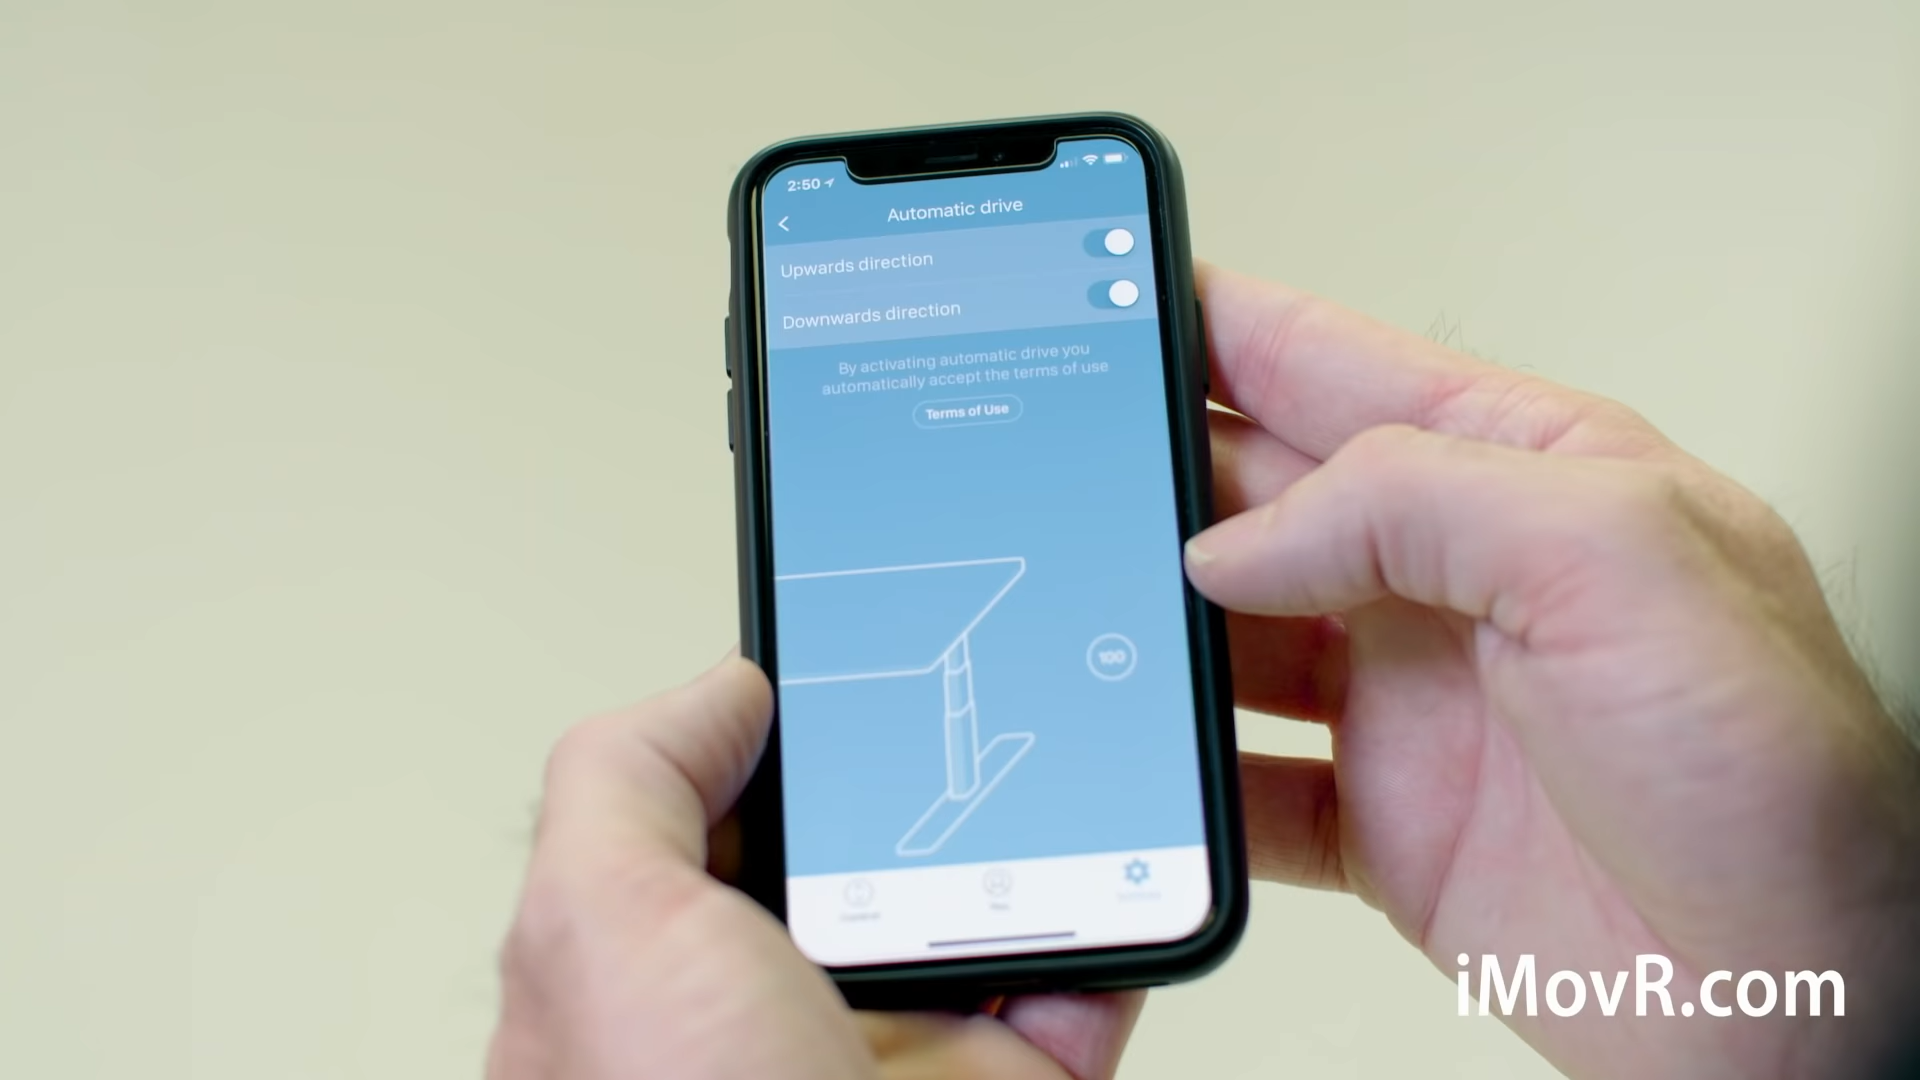 2:50
Automatic drive
Upwards direction
Downwards direction
By activating automatic drive you
automatically accept the terms of use
Terms of Use
100
iMovR.com